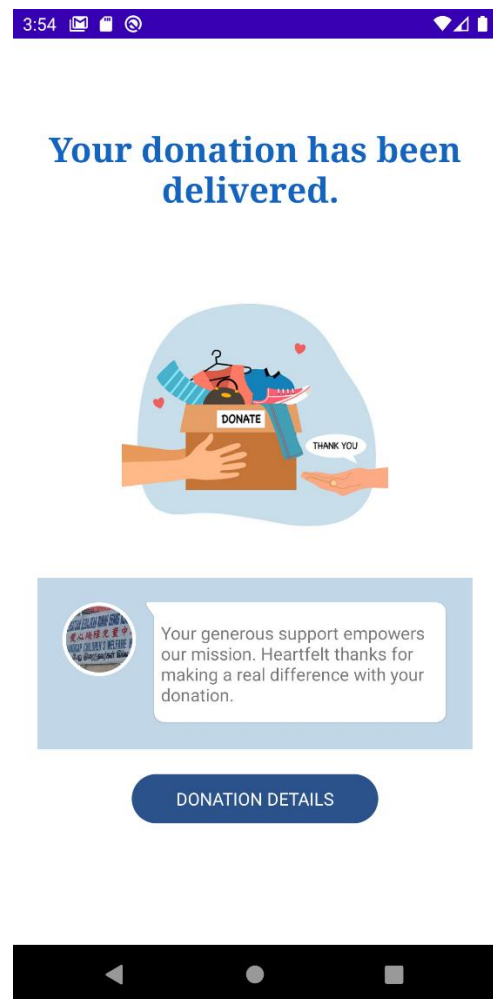 3:54
Your donation has been
delivered.
DONATE
THANK YOU
Your generous support empowers
our mission. Heartfelt thanks for
making a real difference with your
donation.
DONATION DETAILS